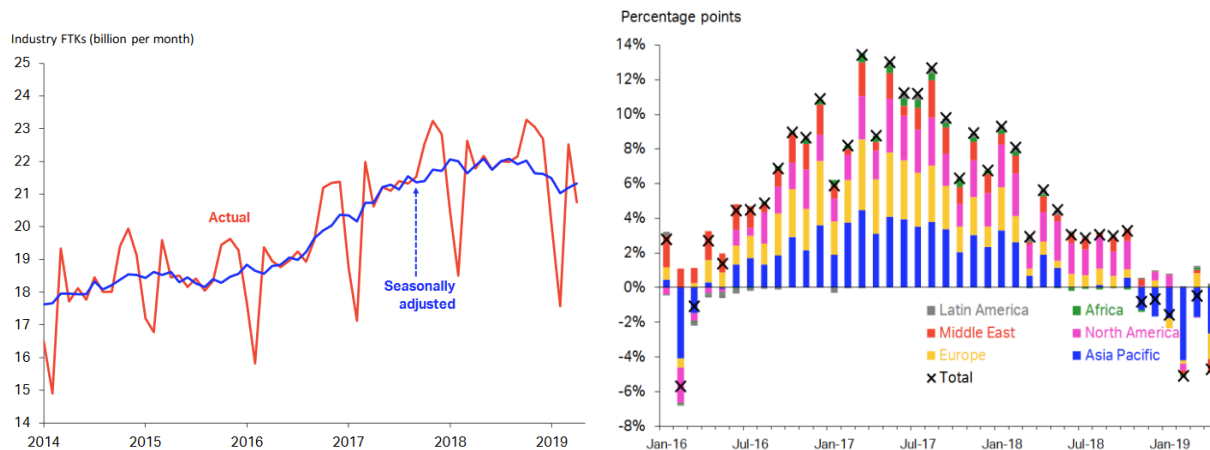 Industry FTKs (billion per month)
25
24
23
22
21
20
19
18
17
16
15
14
2014
2015
2016
2017
2018
2019
Actual
Seasonally
adjusted
Percentage points
14%
12%
10%
8%
6%
4%
2%
0%
-2%
-4%
-6%
-8%
Latin America
Africa
Middle East
North America
Europe
Asia Pacific
Total
Jan-16
Jul-16
Jan-17
Jul-17
Jan-18
Jul-18
Jan-19